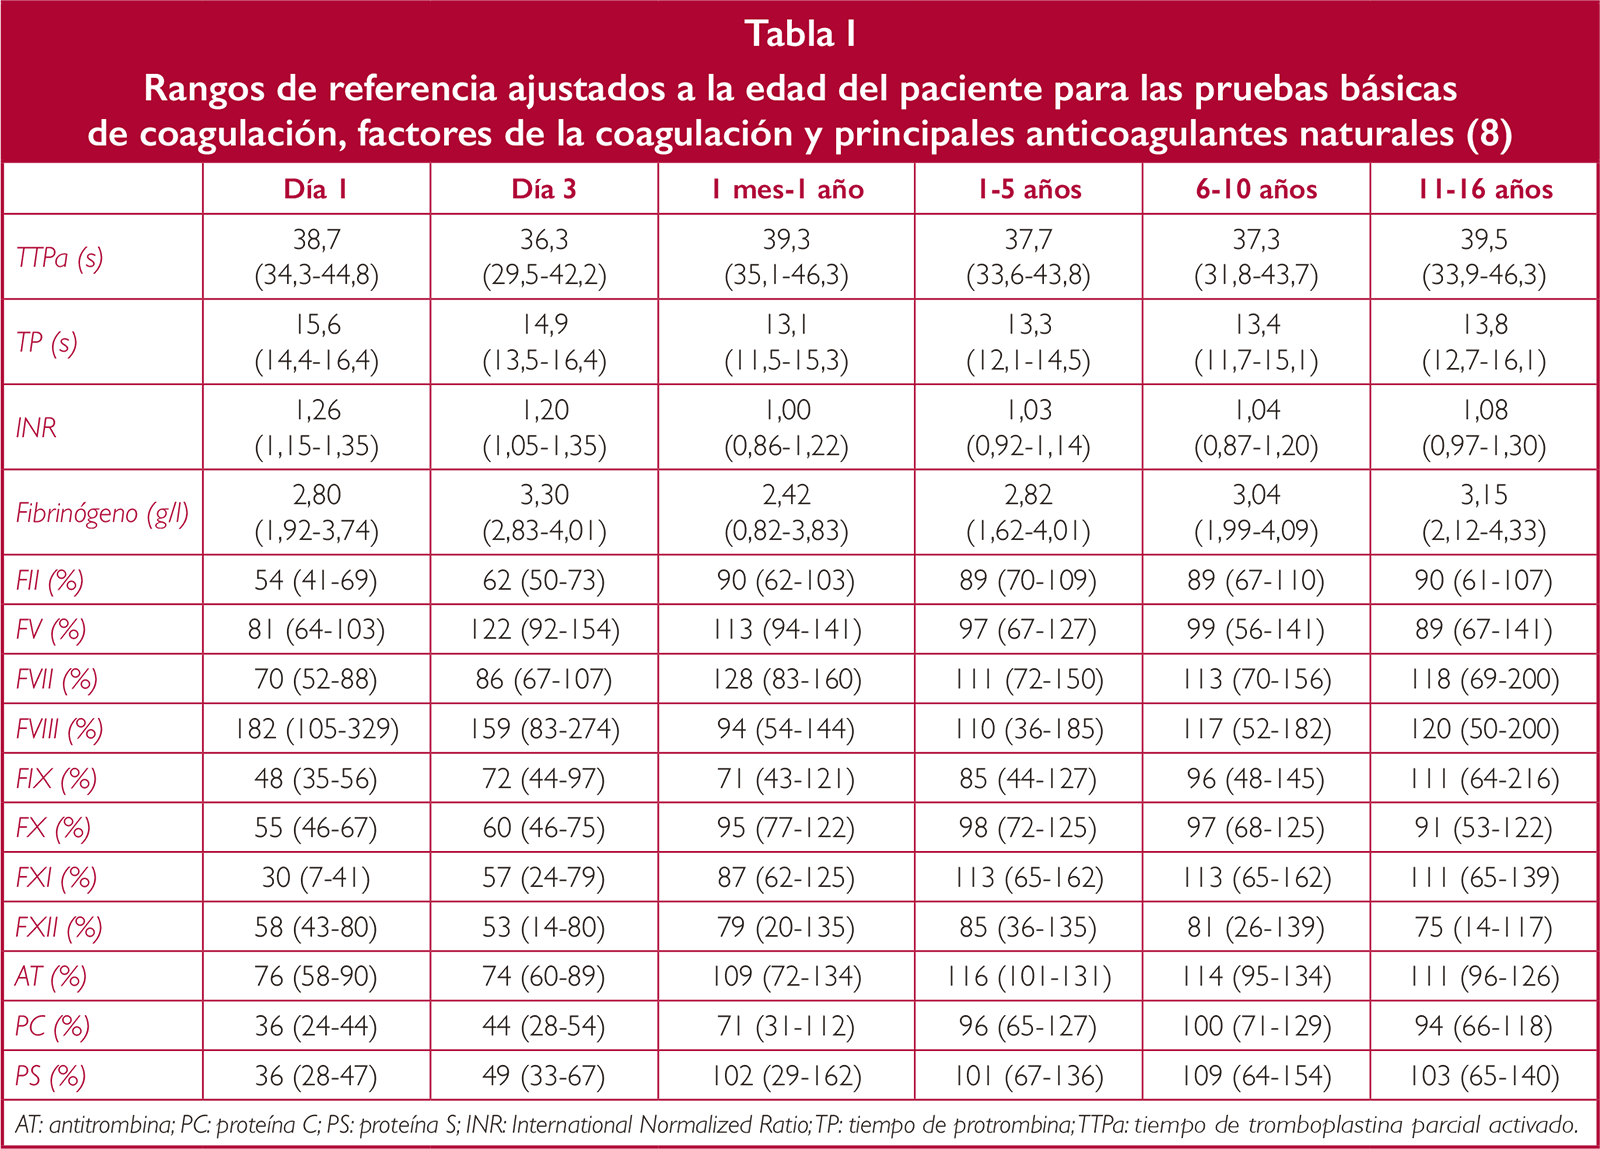 Tabla I
Rangos de referencia ajustados a la edad del paciente para las pruebas básicas
de coagulación, factores de la coagulación y principales anticoagulantes naturales (8)
Día 1 Día 3 1 mes-1 año 1-5 años 6-10 años 11-16 años
TTPa (s) 38,7 (34,3-44,8) 36,3 (29,5-42,2) 39,3 (35,1-46,3) 37,7 (33,6-43,8) 37,3 (31,8-43,7) 39,5 (33,9-46,3)
TP (s) 15,6 (14,4-16,4) 14,9 (13,5-16,4) 13,1 (11,5-15,3) 13,3 (12,1-14,5) 13,4 (11,7-15,1) 13,8 (12,7-16,1)
INR 1,26 (1,15-1,35) 1,20 (1,05-1,35) 1,00 (0,86-1,22) 1,03 (0,92-1,14) 1,04 (0,87-1,20) 1,08 (0,97-1,30)
Fibrinógeno (g/l) 2,80 (1,92-3,74) 3,30 (2,83-4,01) 2,42 (0,82-3,83) 2,82 (1,62-4,01) 3,04 (1,99-4,09) 3,15 (2,12-4,33)
FII (%) 54 (41-69) 62 (50-73) 90 (62-103) 89 (70-109) 89 (67-110) 90 (61-107)
FV (%) 81 (64-103) 122 (92-154) 113 (94-141) 97 (67-127) 99 (56-141) 89 (67-141)
FVII (%) 70 (52-88) 86 (67-107) 128 (83-160) 111 (72-150) 113 (70-156) 118 (69-200)
FVIII (%) 182 (105-329) 159 (83-274) 94 (54-144) 110 (36-185) 117 (52-182) 120 (50-200)
FIX (%) 48 (35-56) 72 (44-97) 71 (43-121) 85 (44-127) 96 (48-145) 111 (64-216)
FX (%) 55 (46-67) 60 (46-75) 95 (77-122) 98 (72-125) 97 (68-125) 91 (53-122)
FXI (%) 30 (7-41) 57 (24-79) 87 (62-125) 113 (65-162) 113 (65-162) 111 (65-139)
FXII (%) 58 (43-80) 53 (14-80) 79 (20-135) 85 (36-135) 81 (26-139) 75 (14-117)
AT (%) 76 (58-90) 74 (60-89) 109 (72-134) 116 (101-131) 114 (95-134) 111 (96-126)
PC (%) 36 (24-44) 44 (28-54) 71 (31-112) 96 (65-127) 100 (71-129) 94 (66-118)
PS (%) 36 (28-47) 49 (33-67) 102 (29-162) 101 (67-136) 109 (64-154) 103 (65-140)
AT: antitrombina; PC: proteína C; PS: proteína S; INR: International Normalized Ratio; TP: tiempo de protrombina; TTPa: tiempo de tromboplastina parcial activado.